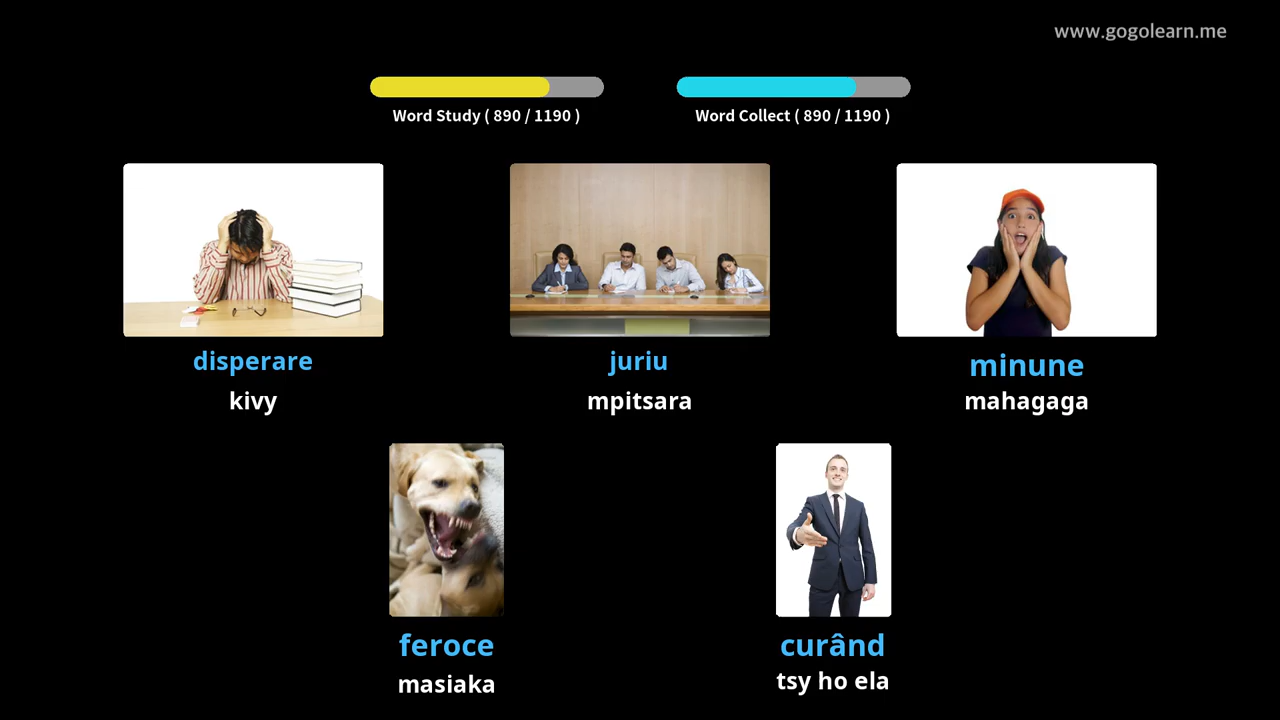 www.gogolearn.me
Word Study ( 890 / 1190 )
Word Collect ( 890 / 1190 )
disperare
kivy
juriu
mpitsara
minune
mahagaga
feroce
masiaka
curând
tsy ho ela